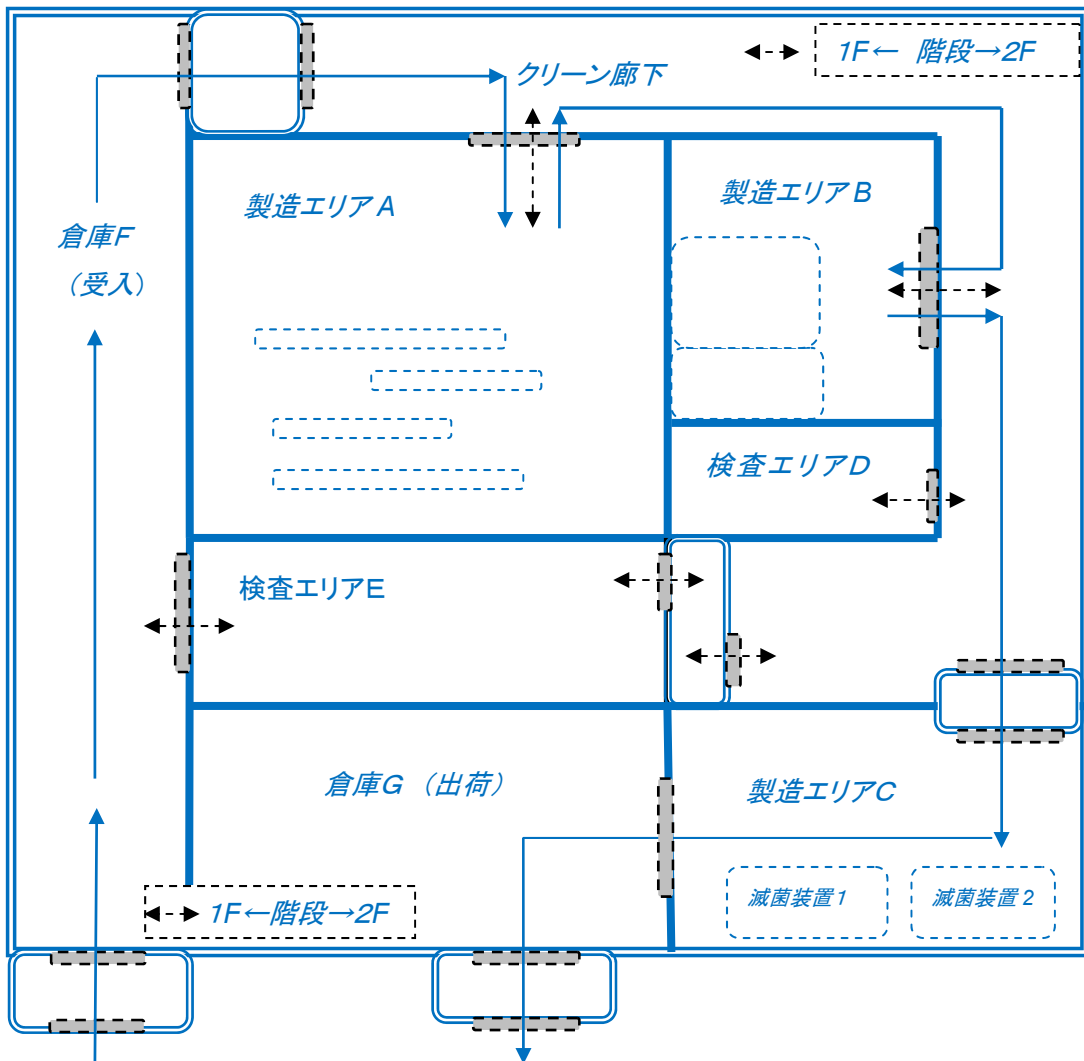 1F← 階段→2F
クリーン廊下
製造エリアA
製造エリアB
倉庫F
（受入）
検査エリアD
検査エリアE
倉庫G （出荷）
製造エリアC
滅菌装置1
滅菌装置2
1F←階段→2F